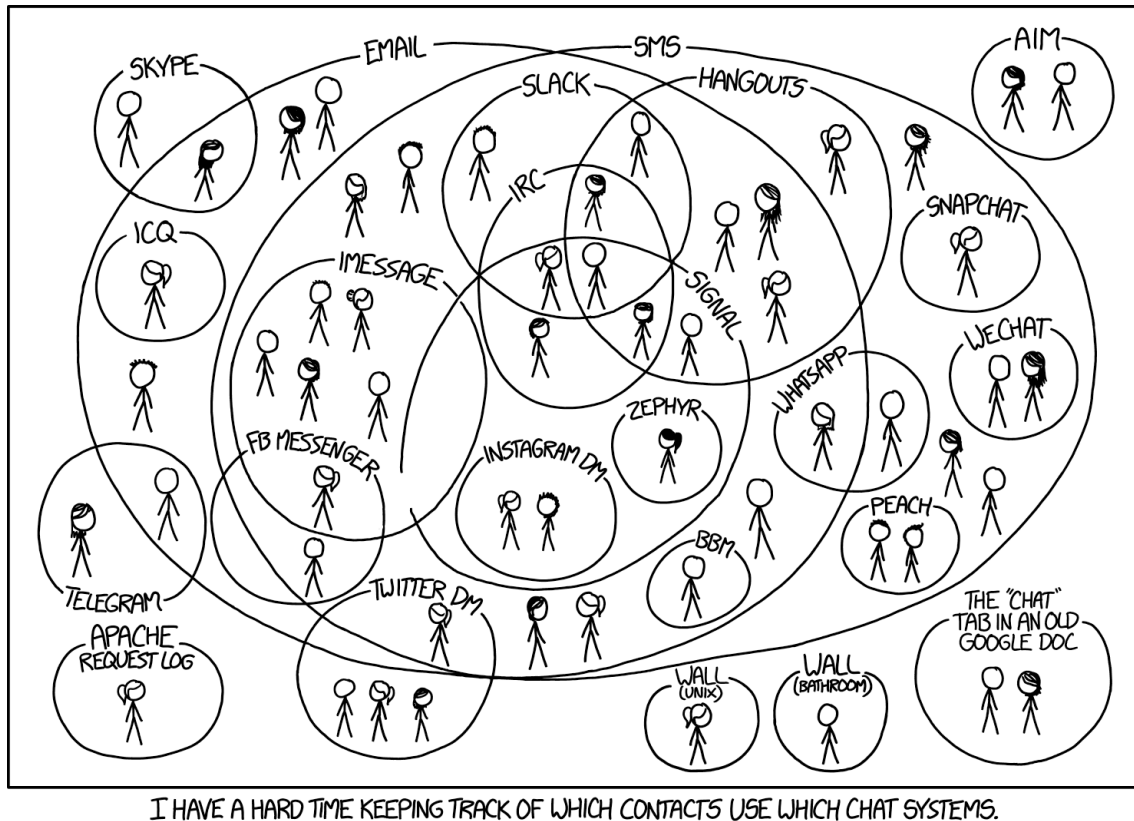 SKYPE
EMAIL
SMS
AIM
SLACK
HANGOUTS
IRC
SNAPCHAT
ICQ
IMESSAGE
SIGNAL
WECHAT
WHATSAPP
ZEPHYR
FB MESSENGER
INSTAGRAM DM
PEACH
BBM
TELEGRAM
TWITTER DM
APACHE
REQUEST LOG
WALL
(UNIX)
WALL
(BATHROOM)
THE "CHAT"
TAB IN AN OLD
GOOGLE DOC
I HAVE A HARD TIME KEEPING TRACK OF WHICH CONTACTS USE WHICH CHAT SYSTEMS.